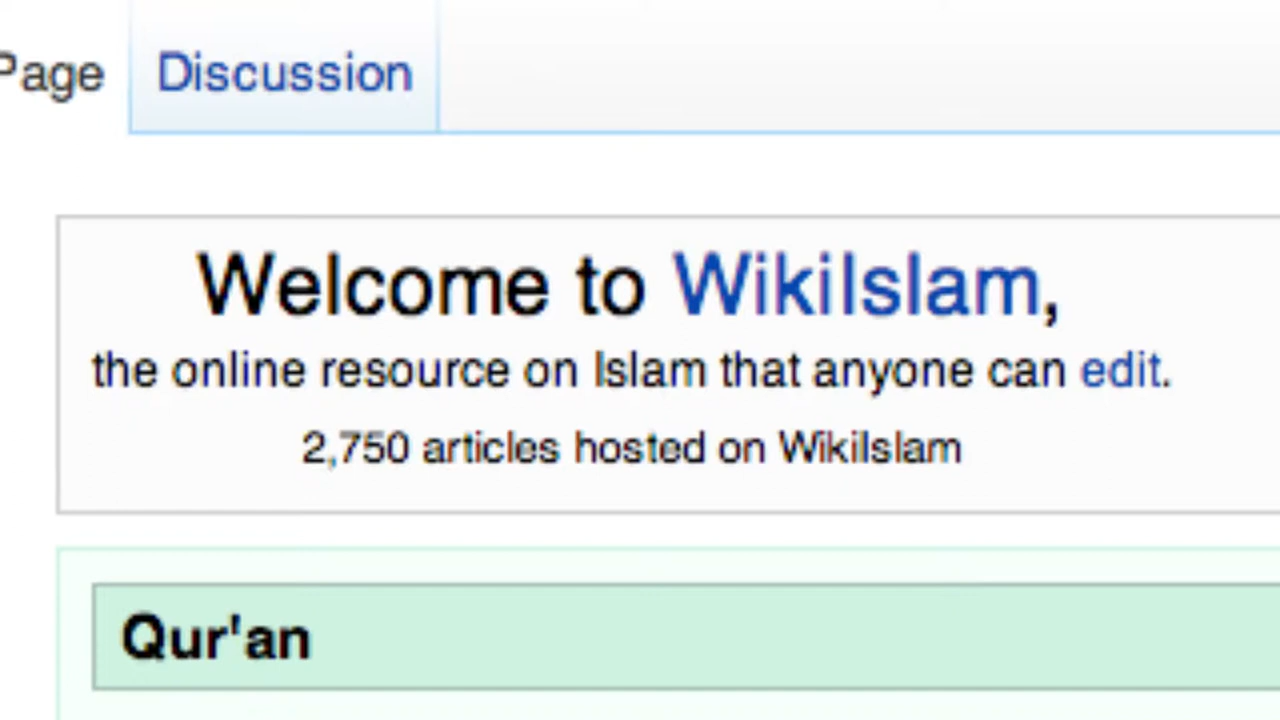 Page Discussion
Welcome to WikiIslam,
the online resource on Islam that anyone can edit.
2,750 articles hosted on WikiIslam
Qur'an